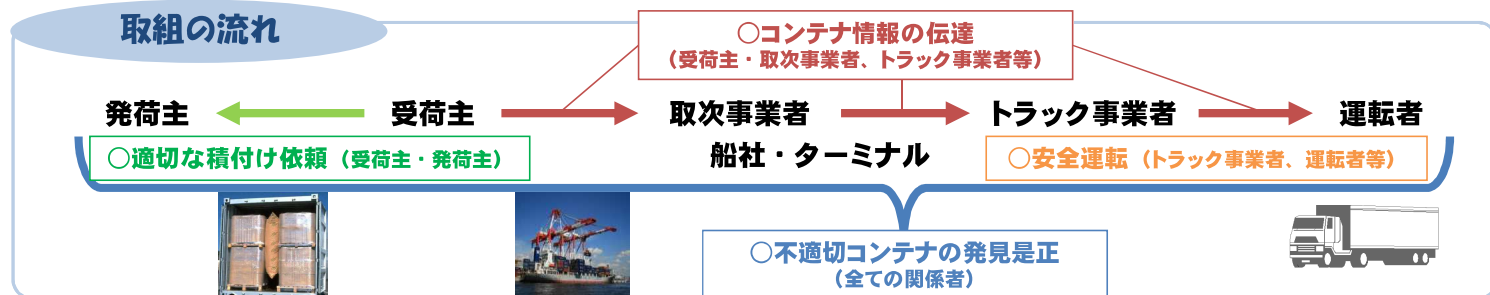 取組の流れ
○コンテナ情報の伝達
（受荷主・取次事業者、トラック事業者等）
発荷主
受荷主
取次事業者
トラック事業者
運転者
船社・ターミナル
○適切な積付け依頼（受荷主・発荷主）
○安全運転（トラック事業者、運転者等）
○不適切コンテナの発見是正
（全ての関係者）